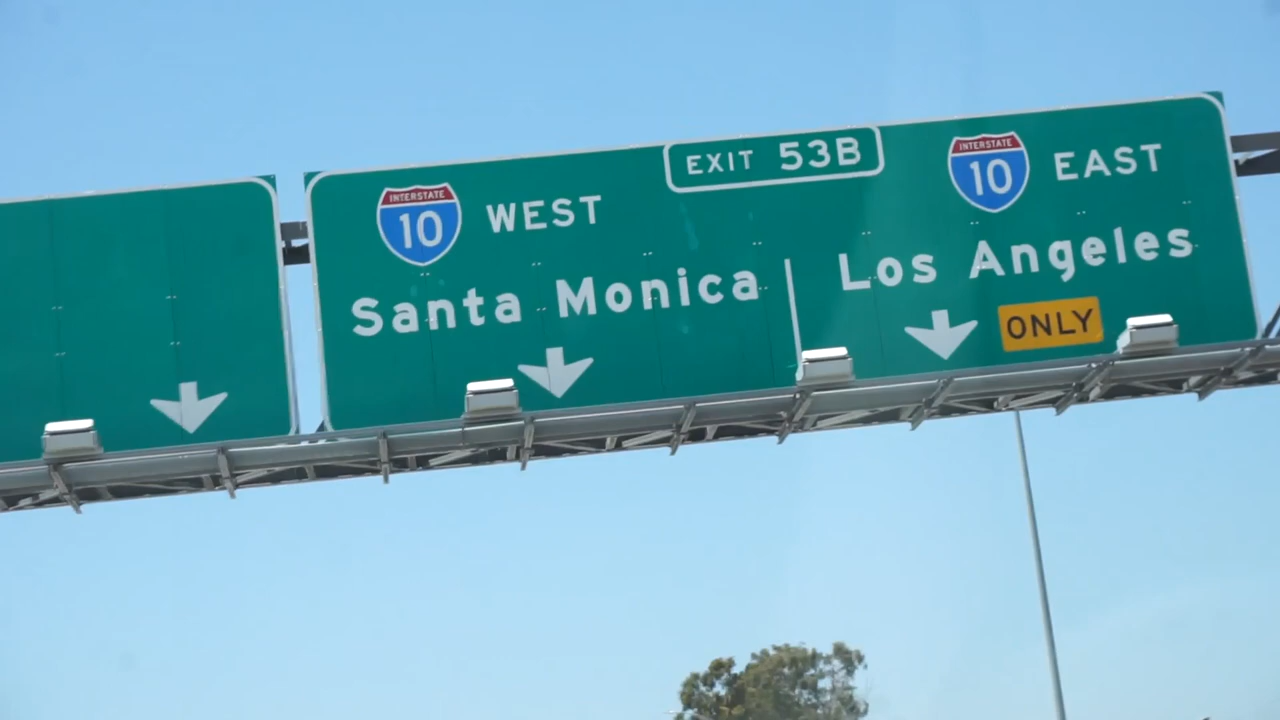 EXIT 53B
INTERSTATE 10 WEST
Santa Monica
INTERSTATE 10 EAST
Los Angeles
ONLY